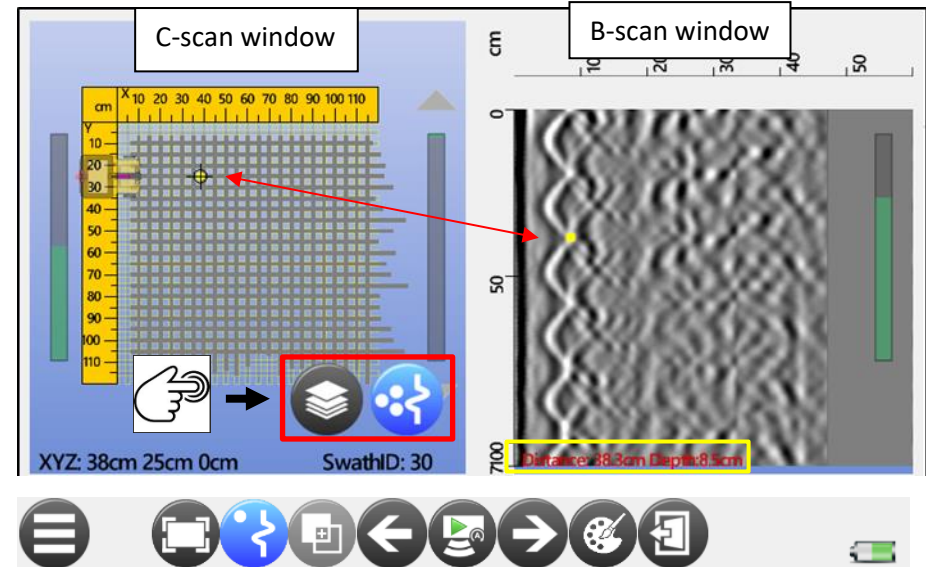 C-scan window
B-scan window
cm
X 10 20 30 40 50 60 70 80 90 100 110
Y
10
20
30
40
50
60
70
80
90
100
110
XYZ: 38cm 25cm 0cm
SwathID: 30
cm
10 20 30 40 50
0
50
7100
Distance: 38.3cm Depth:8.5cm
A